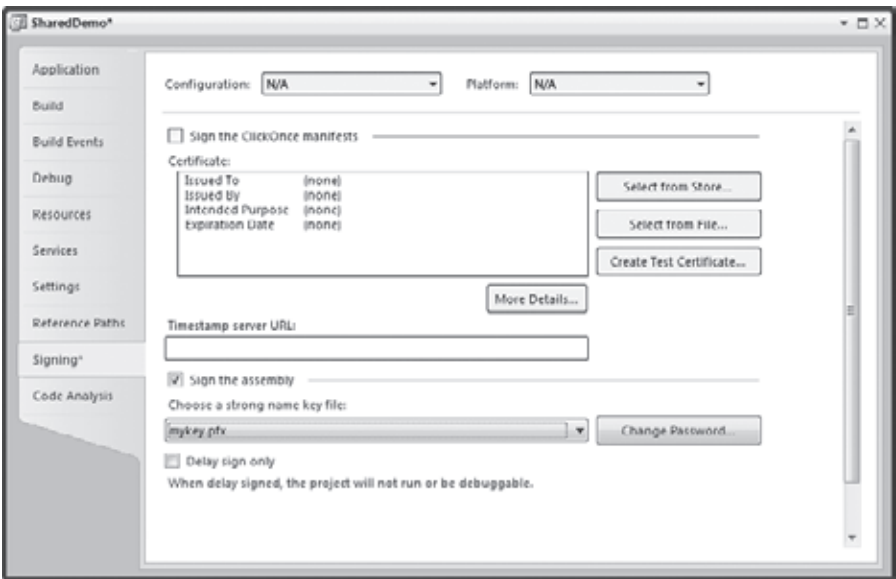 SharedDemo*
Application
Build
Build Events
Debug
Resources
Services
Settings
Reference Paths
Signing*
Code Analysis
Configuration: N/A Platform: N/A
Sign the ClickOnce manifests
Certificate:
Issued To (none)
Issued By (none)
Intended Purpose (none)
Expiration Date (none)
Select from Store...
Select from File...
Create Test Certificate...
More Details...
Timestamp server URL:
Sign the assembly
Choose a strong name key file:
mykey.pfx
Change Password...
Delay sign only
When delay signed, the project will not run or be debuggable.